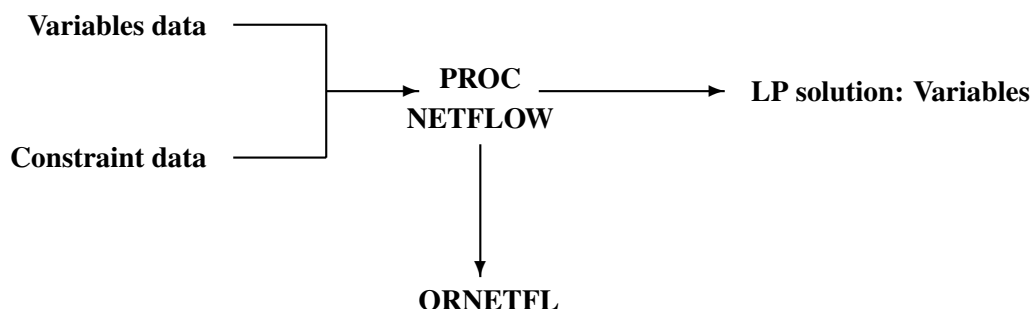 Variables data
PROC
NETFLOW
LP solution: Variables
Constraint data
ORNETFL